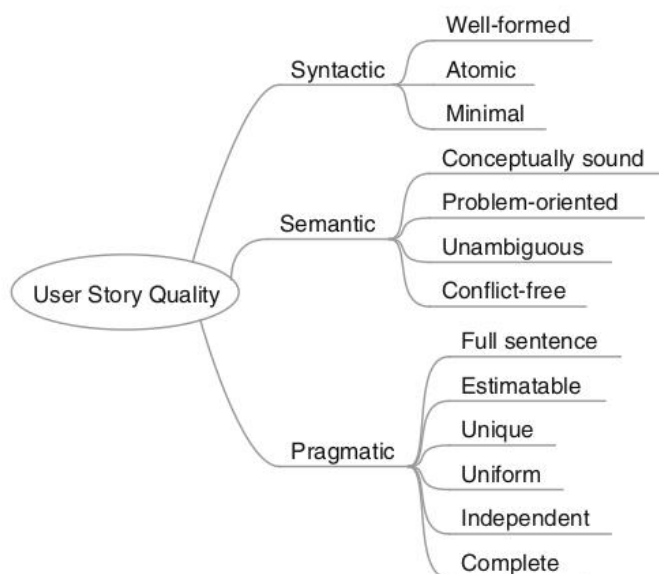 User Story Quality
Syntactic
Well-formed
Atomic
Minimal
Semantic
Conceptually sound
Problem-oriented
Unambiguous
Conflict-free
Pragmatic
Full sentence
Estimatable
Unique
Uniform
Independent
Complete